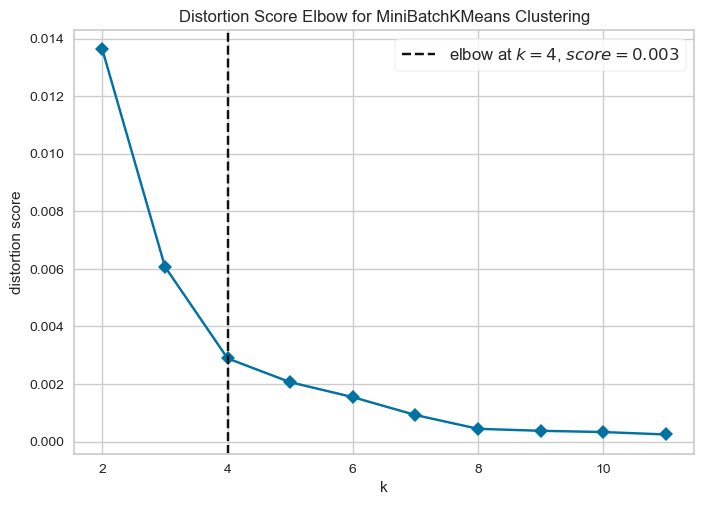 Distortion Score Elbow for MiniBatchKMeans Clustering
elbow at k = 4, score = 0.003
distortion score
0.014
0.012
0.010
0.008
0.006
0.004
0.002
0.000
2 4 6 8 10
k